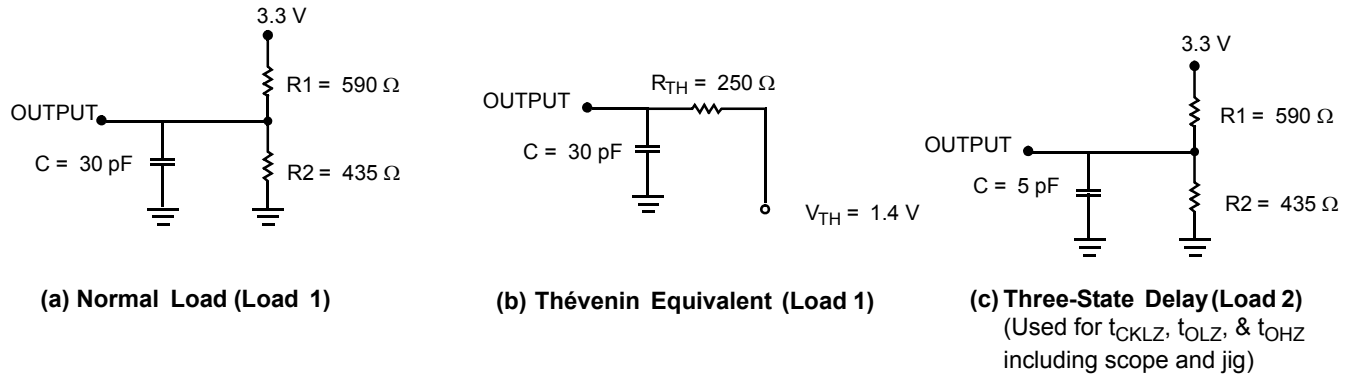 3.3 V
R1 = 590 Ω
OUTPUT
C = 30 pF
R2 = 435 Ω
(a) Normal Load (Load 1)
R_TH = 250 Ω
OUTPUT
C = 30 pF
V_TH = 1.4 V
(b) Thévenin Equivalent (Load 1)
3.3 V
R1 = 590 Ω
OUTPUT
C = 5 pF
R2 = 435 Ω
(c) Three-State Delay (Load 2)
(Used for t_CKLZ, t_OLZ, & t_OHZ
including scope and jig)